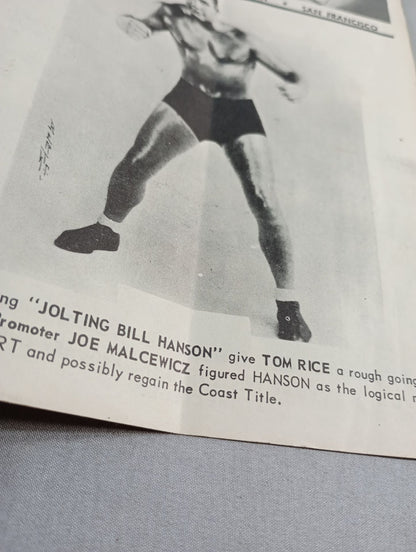 SAN FRANCISCO
ng "JOLTING BILL HANSON" give TOM RICE a rough going
romoter JOE MALCEWICZ figured HANSON as the logical
RT and possibly regain the Coast Title.